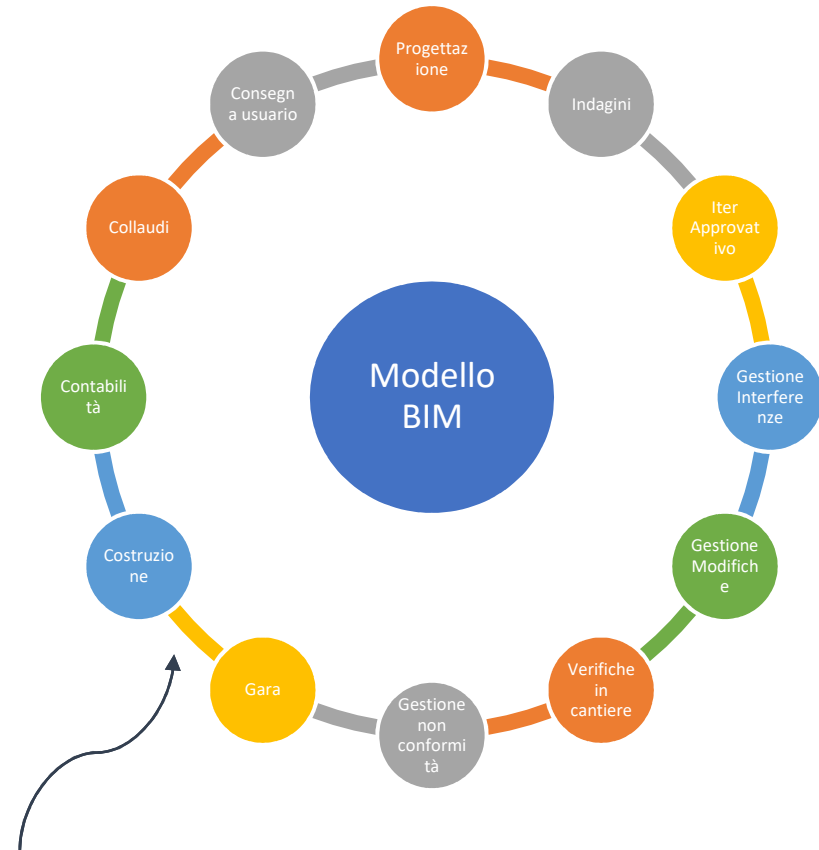 Progettaz
ione
Indagini
Iter
Approvat
ivo
Gestione
Interfere
nze
Gestione
Modifich
e
Verifiche
in
cantiere
Gestione
non
conformi
tà
Gara
Costruzio
ne
Contabili
tà
Collaudi
Consegn
a usuario
Modello
BIM